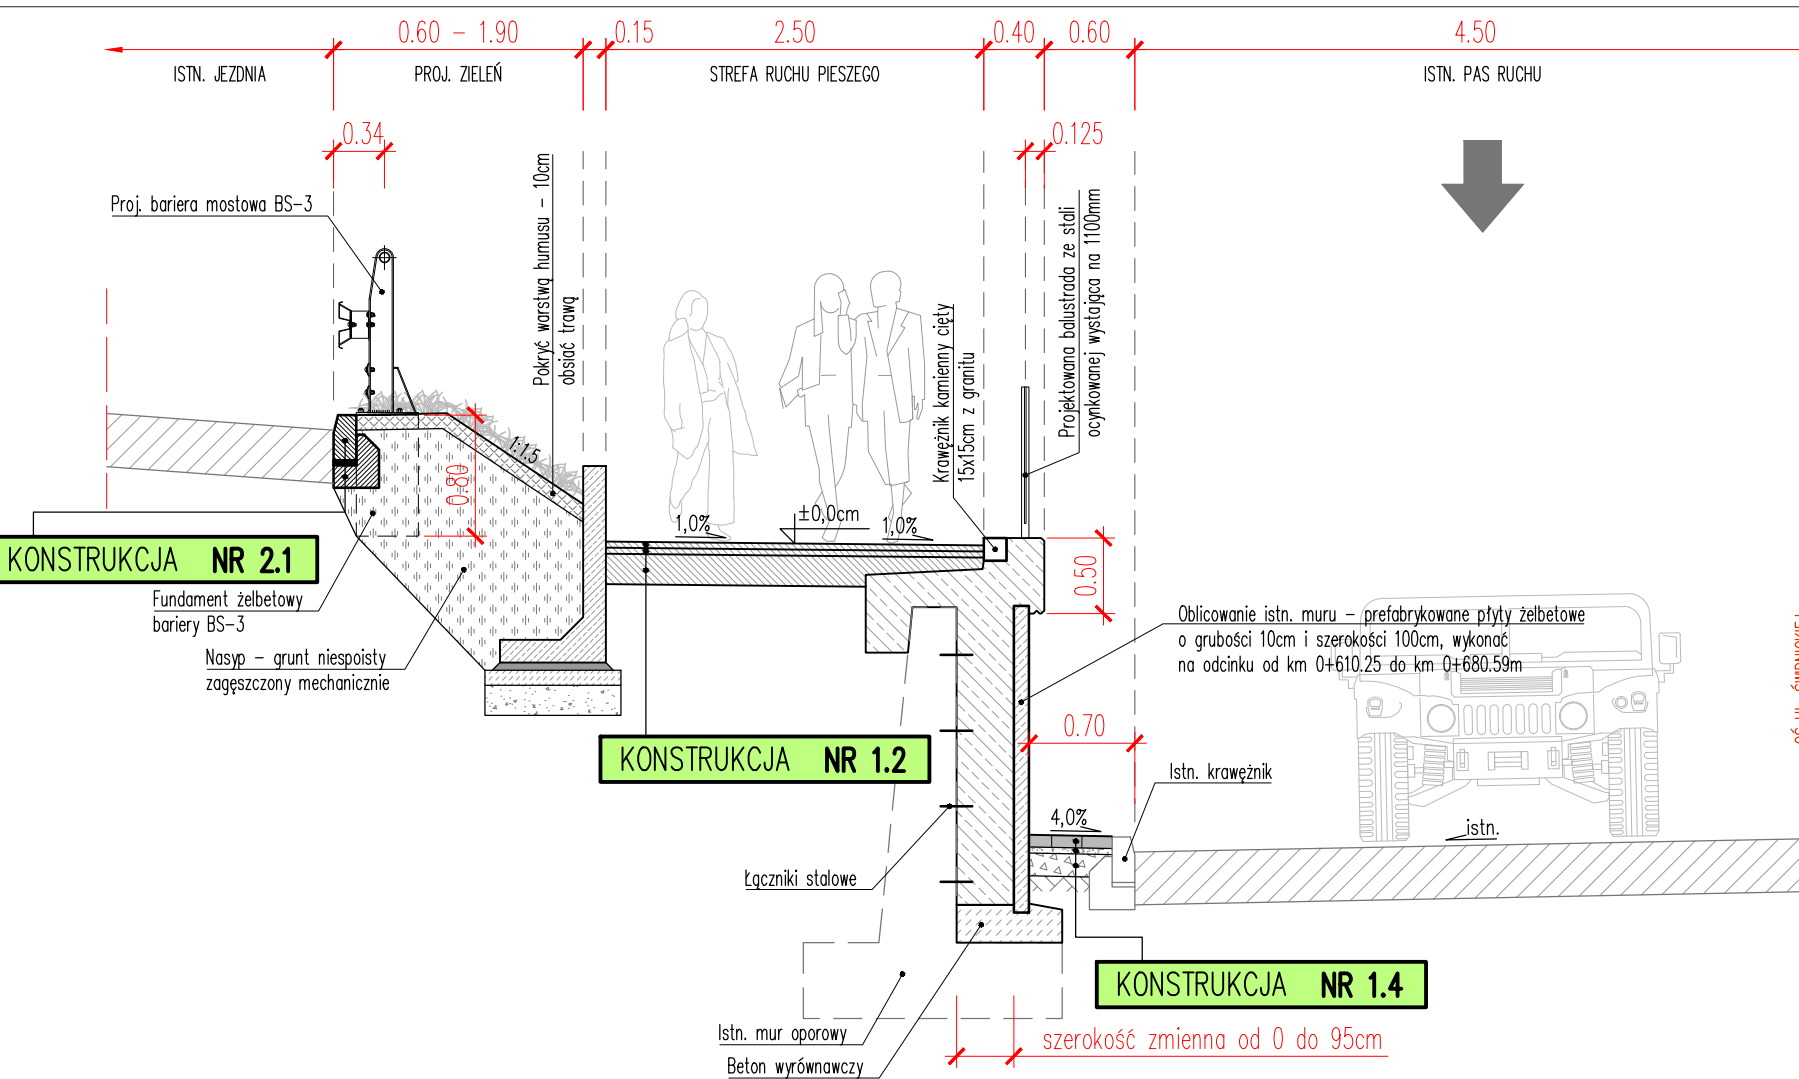 0.60 – 1.90
0.15
2.50
0.40
0.60
4.50
ISTN. JEZDNIA
PROJ. ZIELEŃ
STREFA RUCHU PIESZEGO
ISTN. PAS RUCHU
0.34
0.125
Proj. bariera mostowa BS–3
Pokryć warstwą humusu – 10cm
obsiać trawą
Krawężnik kamienny cięty
15x15cm z granitu
Projektowana balustrada ze stali
ocynkowanej wystająca na 1100mm
1:1.5
0.80
1,0%
±0,0cm
1,0%
KONSTRUKCJA NR 2.1
0.50
Fundament żelbetowy
bariery BS–3
Nasyp – grunt niespoisty
zagęszczony mechanicznie
Oblicowanie istn. muru – prefabrykowane płyty żelbetowe
o grubości 10cm i szerokości 100cm, wykonać
na odcinku od km 0+610.25 do km 0+680.59m
0.70
KONSTRUKCJA NR 1.2
Istn. krawężnik
4,0%
istn.
Łączniki stalowe
KONSTRUKCJA NR 1.4
Istn. mur oporowy
szerokość zmienna od 0 do 95cm
Beton wyrównawczy